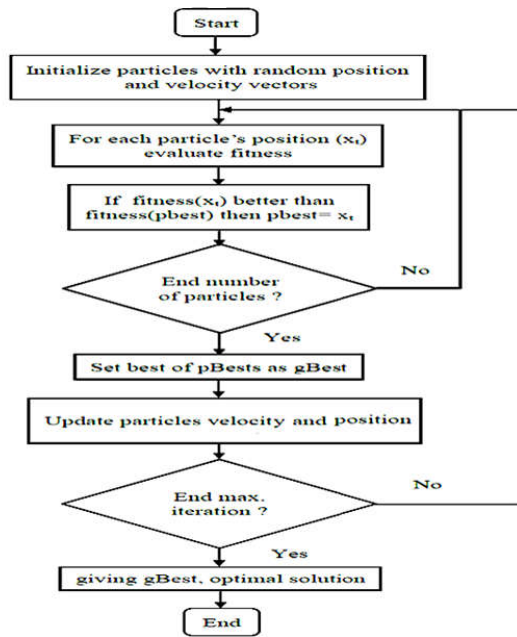 Start
Initialize particles with random position
and velocity vectors
For each particle's position (xₜ)
evaluate fitness
If fitness(xₜ) better than
fitness(pbest) then pbest= xₜ
End number
of particles ?
No
Yes
Set best of pBests as gBest
Update particles velocity and position
End max.
iteration ?
No
Yes
giving gBest, optimal solution
End